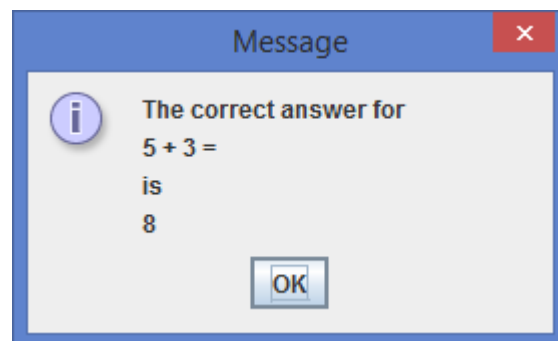 Message
The correct answer for
5 + 3 =
is
8
OK